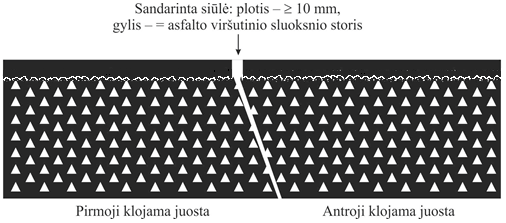 Sandarinta siūlė: plotis – ≥ 10 mm,
gylis – = asfalto viršutinio sluoksnio storis
Pirmoji klojama juosta
Antroji klojama juosta